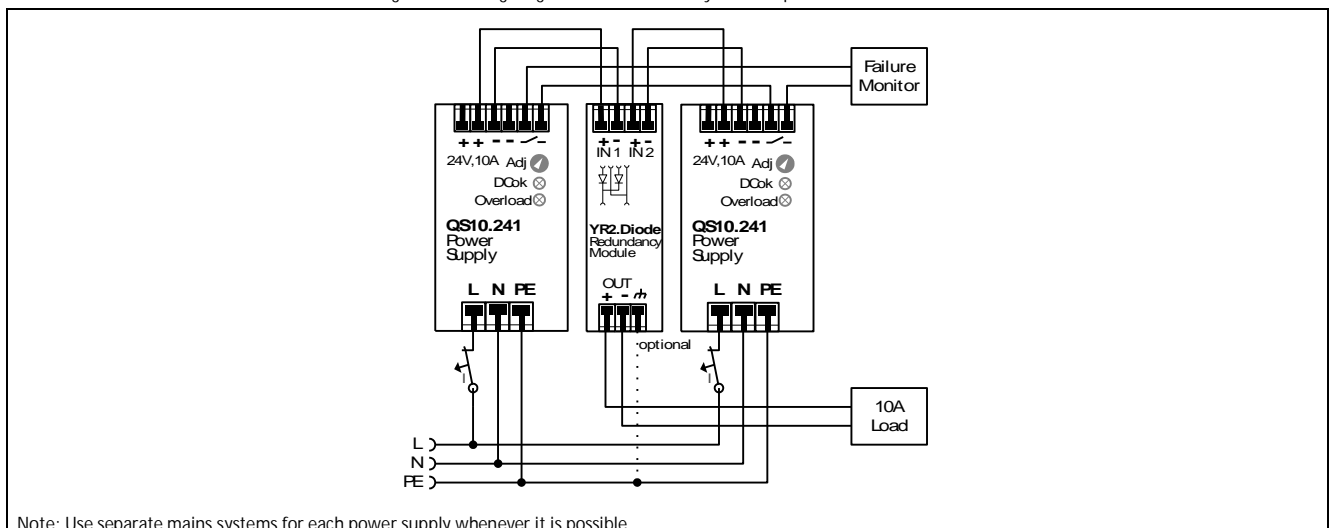 Failure
Monitor
+ + - - -
24V,10A Adj
DCok
Overload
QS10.241
Power
Supply
L N PE
+ - + -
IN 1 IN 2
YR2.Diode
Redundancy
Module
OUT
+ -
optional
+ + - - -
24V,10A Adj
DCok
Overload
QS10.241
Power
Supply
L N PE
I
I
10A
Load
L
N
PE
Note: Use separate mains systems for each power supply whenever it is possible